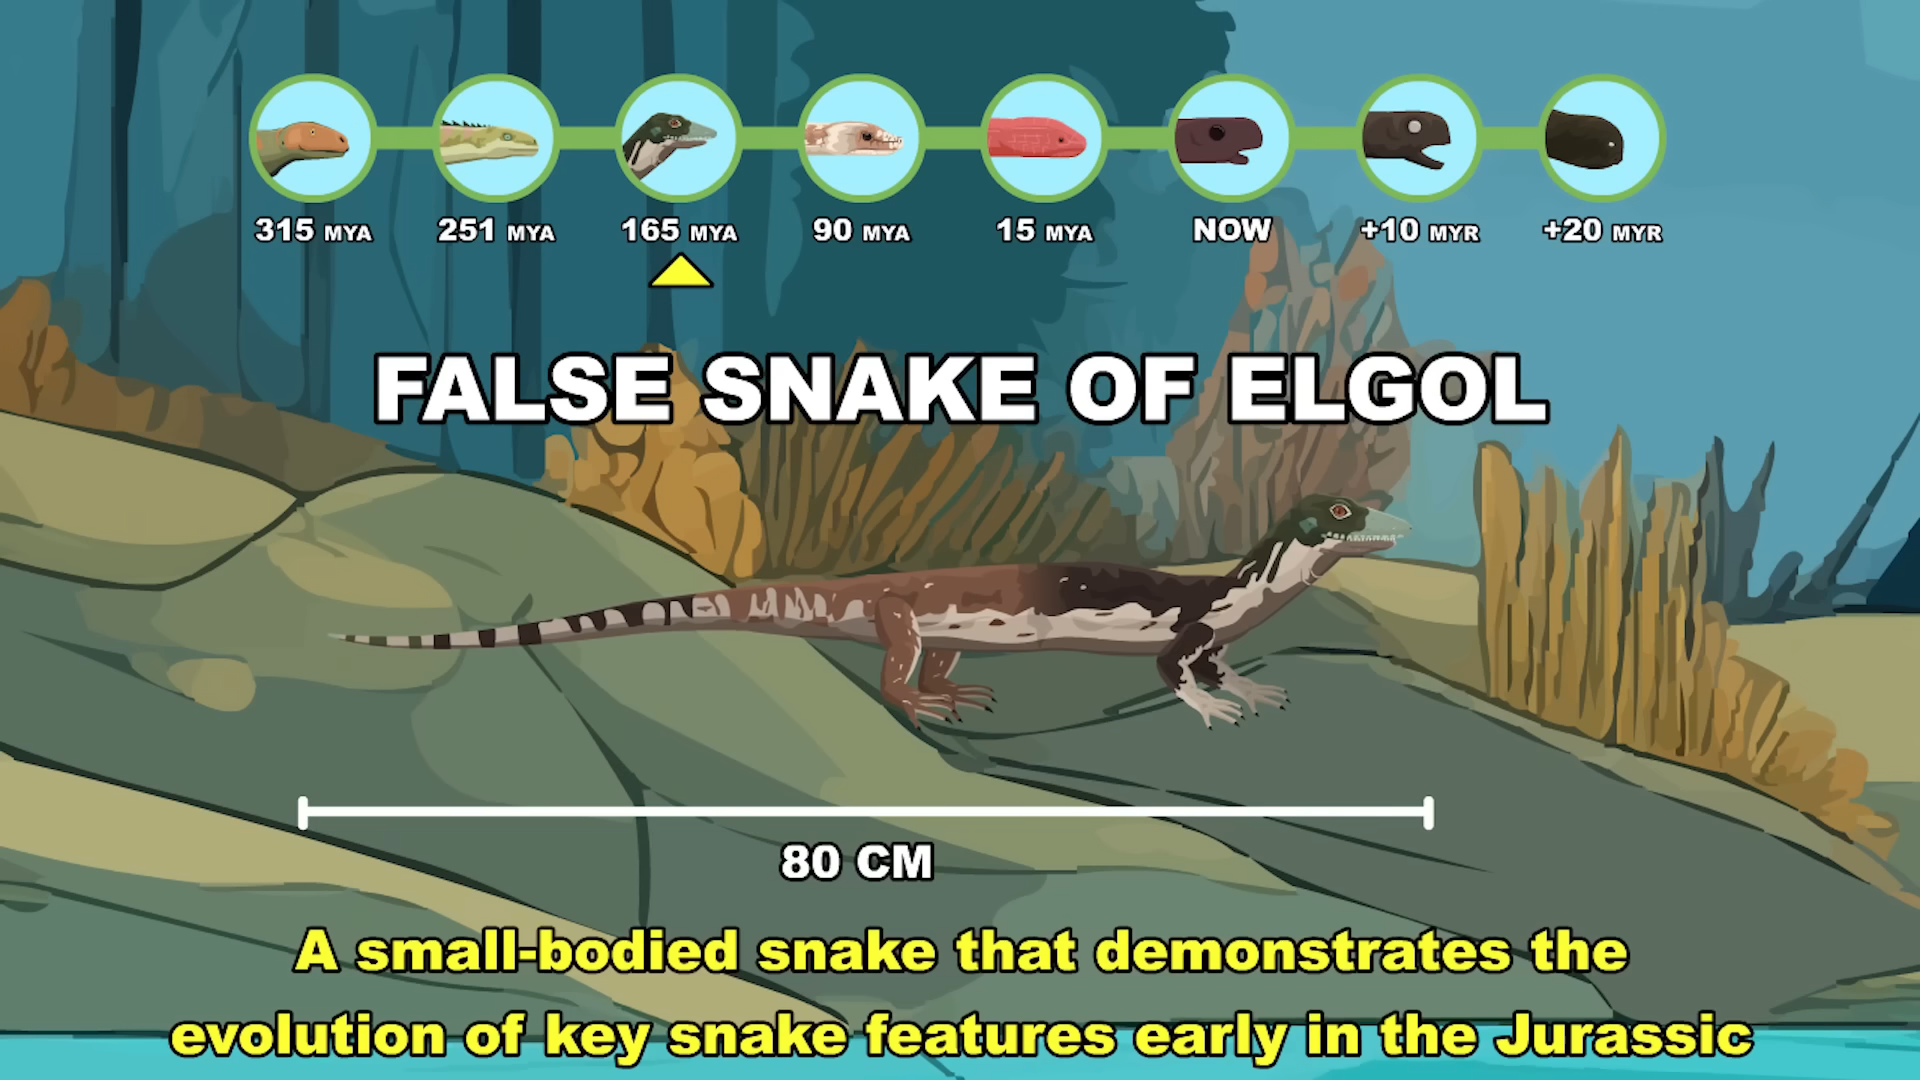 315 MYA 251 MYA 165 MYA 90 MYA 15 MYA NOW +10 MYR +20 MYR
FALSE SNAKE OF ELGOL
80 CM
A small-bodied snake that demonstrates the
evolution of key snake features early in the Jurassic